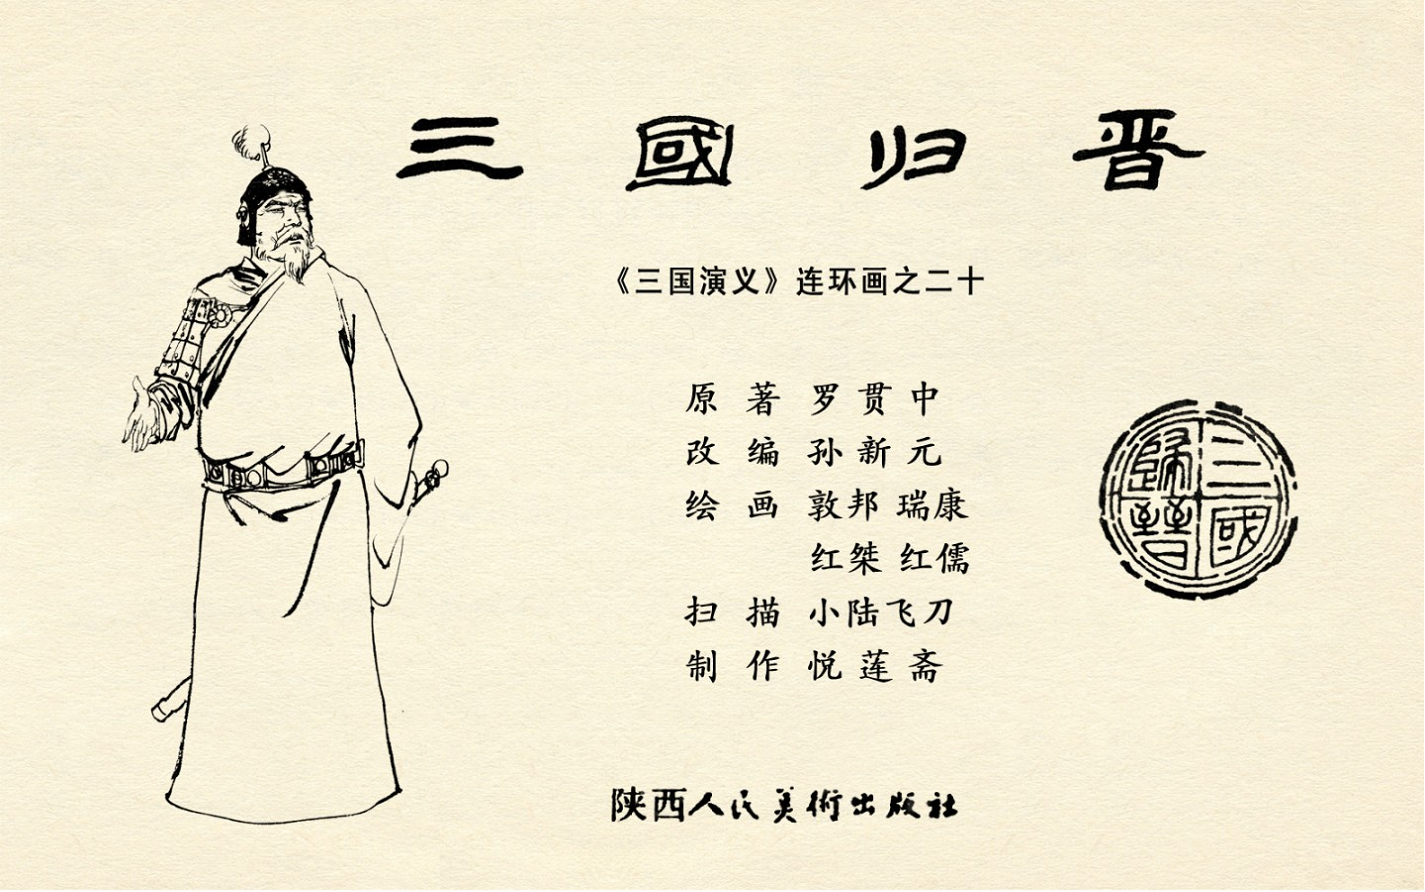 三國归晋
《三国演义》连环画之二十
原著 罗贯中
改编 孙新元
绘画 敦邦 瑞康
红桀 红儒
扫描 小陆飞刀
制作 悦莲斋
陕西人民美術出版社
三國歸晉